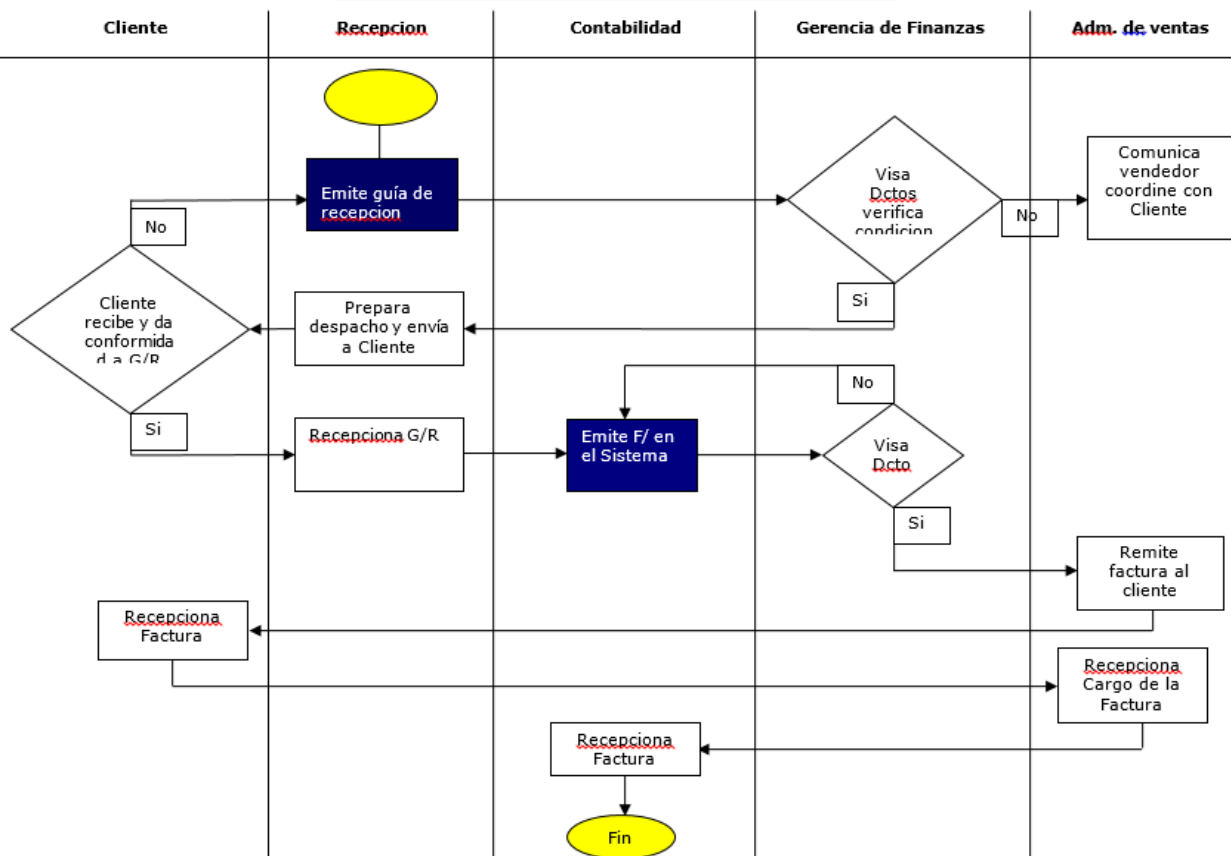 Cliente
Recepcion
Contabilidad
Gerencia de Finanzas
Adm. de ventas
Emite guía de
recepcion
Visa
Dctos
verifica
condicion
No
Comunica
vendedor
coordine con
Cliente
No
Si
Cliente
recibe y da
conformida
d a G/R
Prepara
despacho y envía
a Cliente
No
Si
Recepciona G/R
Emite F/ en
el Sistema
Visa
Dcto
Si
Remite
factura al
cliente
Recepciona
Factura
Recepciona
Cargo de la
Factura
Recepciona
Factura
Fin